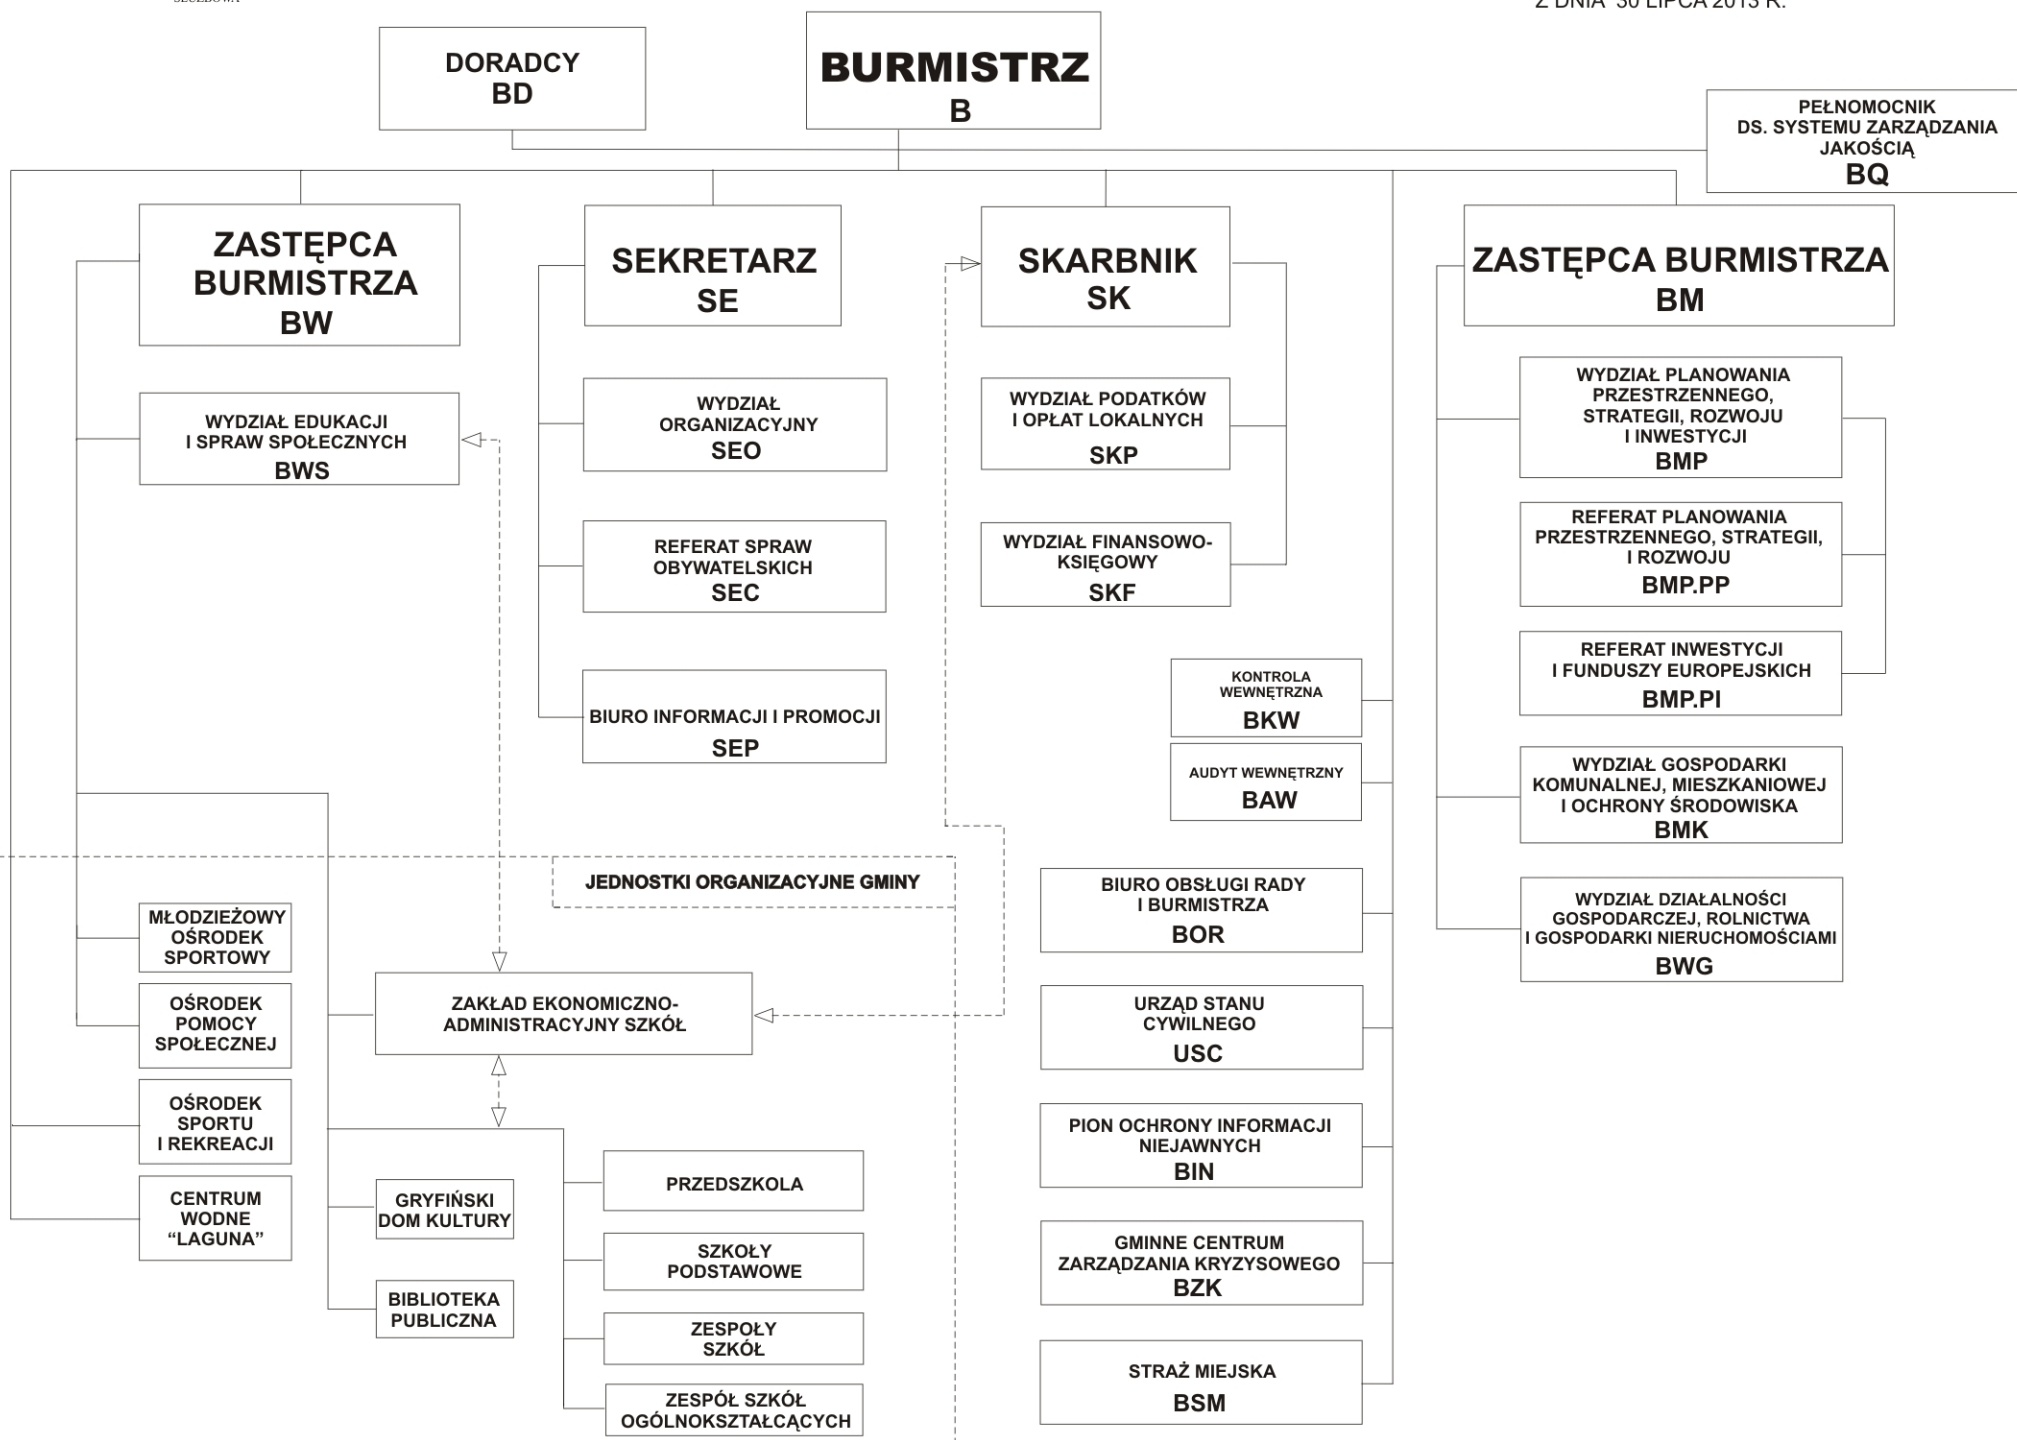 SŁUŻBOWA
Z DNIA 30 LIPCA 2013 R.
DORADCY
BD
BURMISTRZ
B
PEŁNOMOCNIK
DS. SYSTEMU ZARZĄDZANIA
JAKOŚCIĄ
BQ
ZASTĘPCA
BURMISTRZA
BW
SEKRETARZ
SE
SKARBNIK
SK
ZASTĘPCA BURMISTRZA
BM
WYDZIAŁ EDUKACJI
I SPRAW SPOŁECZNYCH
BWS
WYDZIAŁ
ORGANIZACYJNY
SEO
REFERAT SPRAW
OBYWATELSKICH
SEC
BIURO INFORMACJI I PROMOCJI
SEP
WYDZIAŁ PODATKÓW
I OPŁAT LOKALNYCH
SKP
WYDZIAŁ FINANSOWO-
KSIĘGOWY
SKF
WYDZIAŁ PLANOWANIA
PRZESTRZENNEGO,
STRATEGII, ROZWOJU
I INWESTYCJI
BMP
REFERAT PLANOWANIA
PRZESTRZENNEGO, STRATEGII,
I ROZWOJU
BMP.PP
REFERAT INWESTYCJI
I FUNDUSZY EUROPEJSKICH
BMP.PI
WYDZIAŁ GOSPODARKI
KOMUNALNEJ, MIESZKANIOWEJ
I OCHRONY ŚRODOWISKA
BMK
WYDZIAŁ DZIAŁALNOŚCI
GOSPODARCZEJ, ROLNICTWA
I GOSPODARKI NIERUCHOMOŚCIAMI
BWG
KONTROLA
WEWNĘTRZNA
BKW
AUDYT WEWNĘTRZNY
BAW
BIURO OBSŁUGI RADY
I BURMISTRZA
BOR
URZĄD STANU
CYWILNEGO
USC
PION OCHRONY INFORMACJI
NIEJAWNYCH
BIN
GMINNE CENTRUM
ZARZĄDZANIA KRYZYSOWEGO
BZK
STRAŻ MIEJSKA
BSM
JEDNOSTKI ORGANIZACYJNE GMINY
MŁODZIEŻOWY
OŚRODEK
SPORTOWY
OŚRODEK
POMOCY
SPOŁECZNEJ
OŚRODEK
SPORTU
I REKREACJI
CENTRUM
WODNE
“LAGUNA”
ZAKŁAD EKONOMICZNO-
ADMINISTRACYJNY SZKÓŁ
GRYFIŃSKI
DOM KULTURY
BIBLIOTEKA
PUBLICZNA
PRZEDSZKOLA
SZKOŁY
PODSTAWOWE
ZESPOŁY
SZKÓŁ
ZESPÓŁ SZKÓŁ
OGÓLNOKSZTAŁCĄCYCH